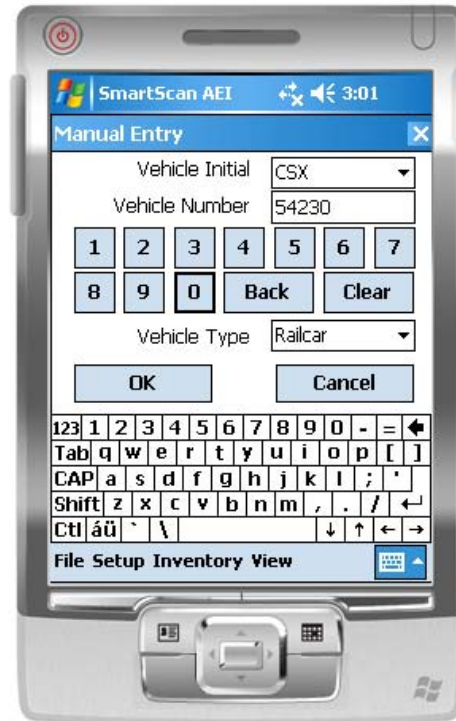 SmartScan AEI 3:01
Manual Entry
Vehicle Initial CSX
Vehicle Number 54230
1 2 3 4 5 6 7
8 9 0 Back Clear
Vehicle Type Railcar
OK Cancel
123 1 2 3 4 5 6 7 8 9 0 - = 🡄
Tab q w e r t y u i o p [ ]
CAP a s d f g h j k l ; '
Shift z x c v b n m , . / ↵
Ctl áü ` \ ↓ ↑ ← →
File Setup Inventory View